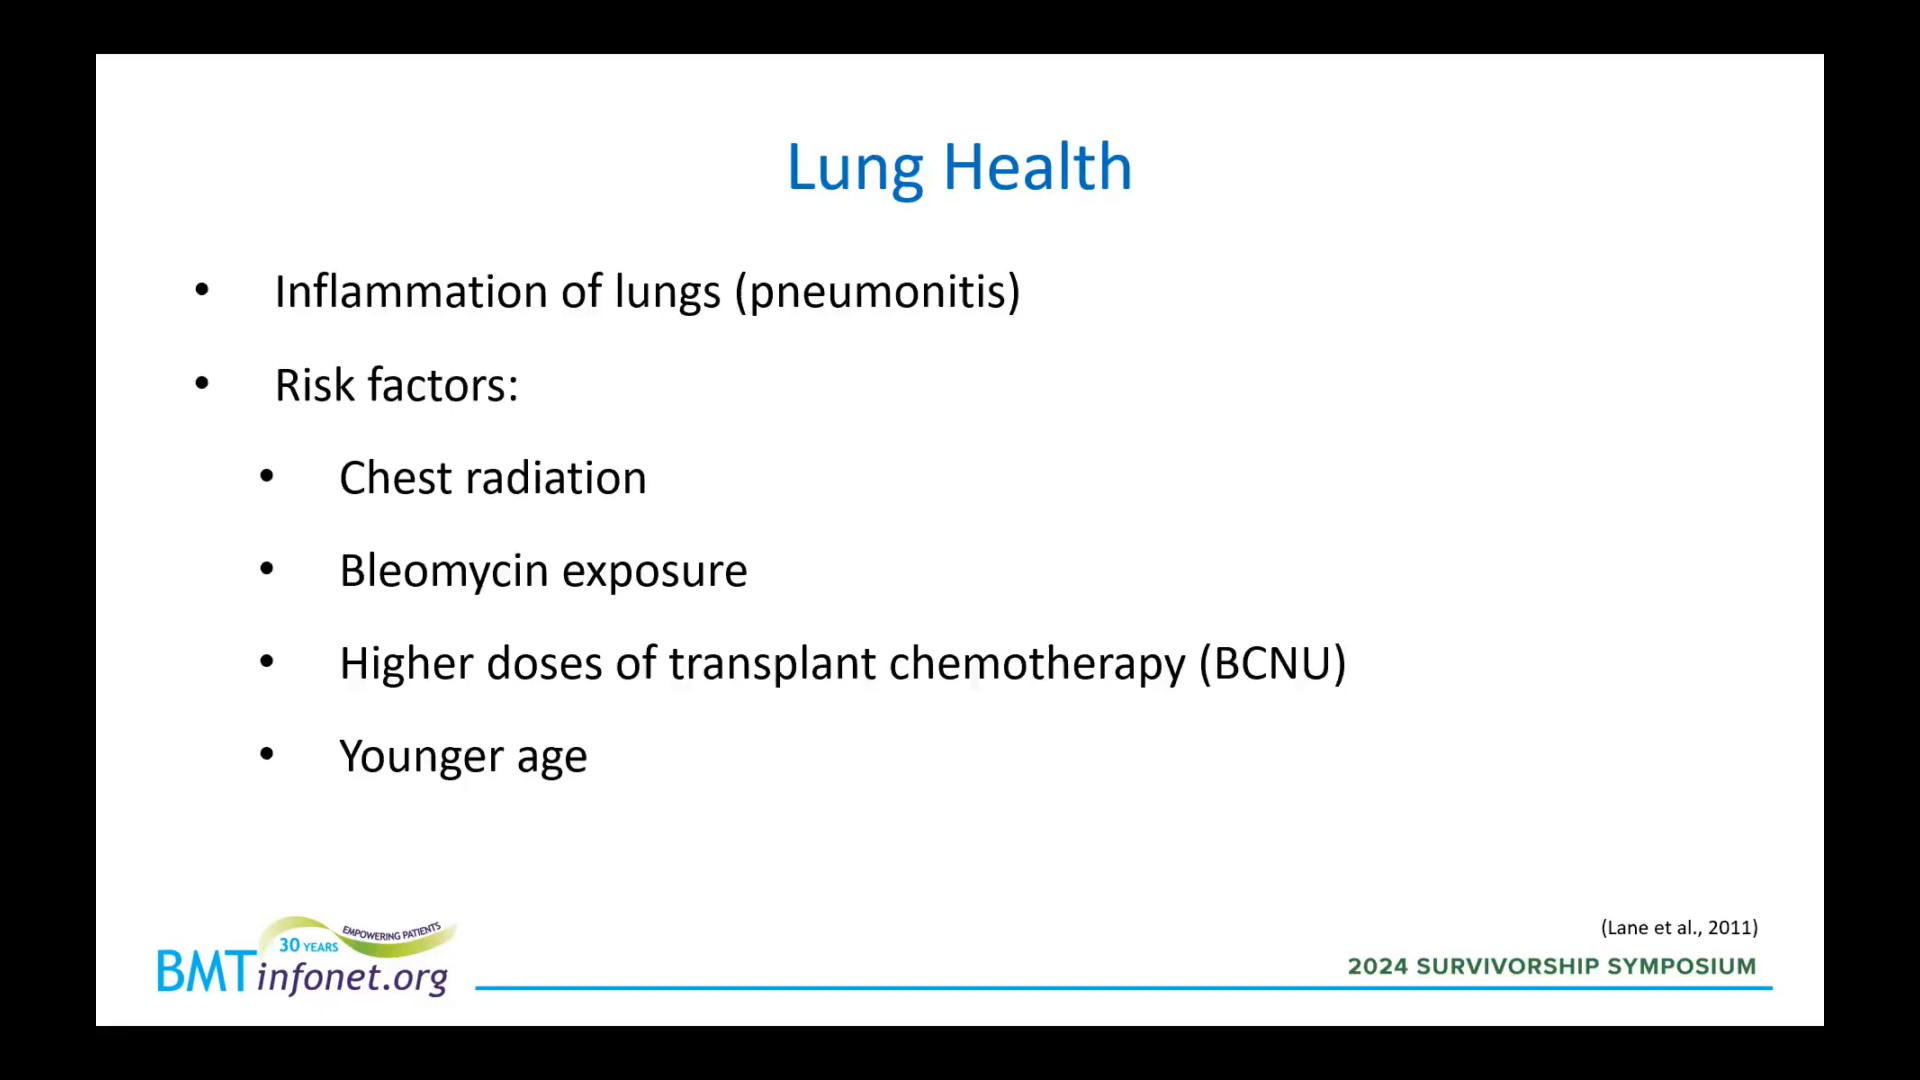 Lung Health
• Inflammation of lungs (pneumonitis)
• Risk factors:
• Chest radiation
• Bleomycin exposure
• Higher doses of transplant chemotherapy (BCNU)
• Younger age
30 YEARS EMPOWERING PATIENTS
BMTinfonet.org
(Lane et al., 2011)
2024 SURVIVORSHIP SYMPOSIUM